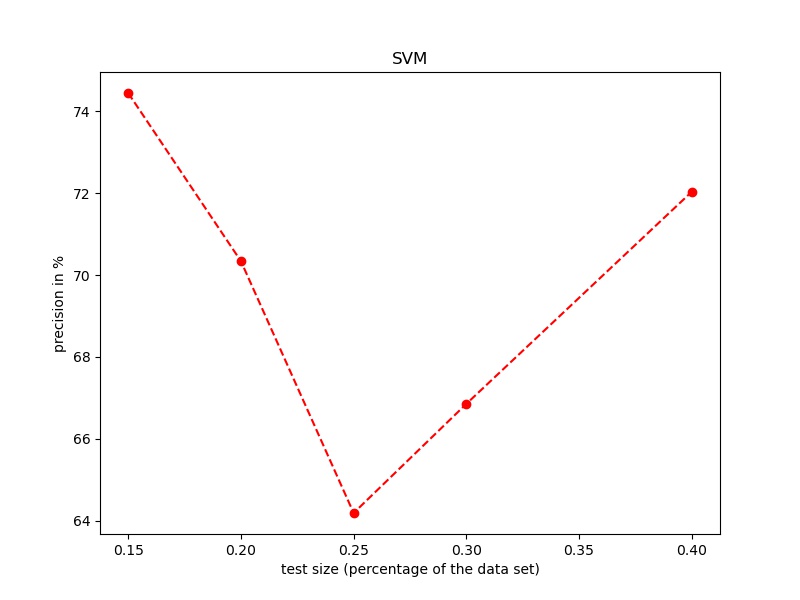 SVM
precision in %
74
72
70
68
66
64
0.15 0.20 0.25 0.30 0.35 0.40
test size (percentage of the data set)